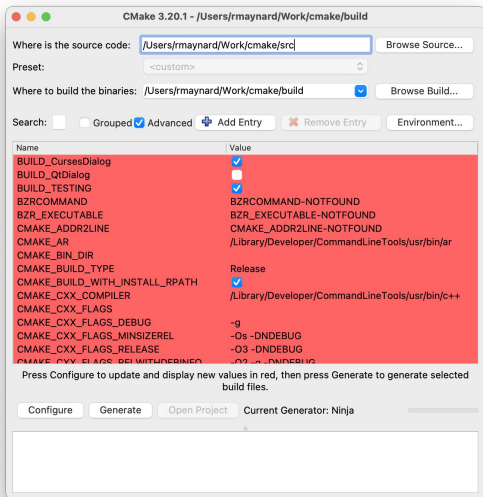 CMake 3.20.1 - /Users/rmaynard/Work/cmake/build
Where is the source code: /Users/rmaynard/Work/cmake/src Browse Source...
Preset: <custom>
Where to build the binaries: /Users/rmaynard/Work/cmake/build Browse Build...
Search: Grouped Advanced Add Entry Remove Entry Environment...
Name Value
BUILD_CursesDialog
BUILD_QtDialog
BUILD_TESTING
BZRCOMMAND BZRCOMMAND-NOTFOUND
BZR_EXECUTABLE BZR_EXECUTABLE-NOTFOUND
CMAKE_ADDR2LINE CMAKE_ADDR2LINE-NOTFOUND
CMAKE_AR /Library/Developer/CommandLineTools/usr/bin/ar
CMAKE_BIN_DIR
CMAKE_BUILD_TYPE Release
CMAKE_BUILD_WITH_INSTALL_RPATH
CMAKE_CXX_COMPILER /Library/Developer/CommandLineTools/usr/bin/c++
CMAKE_CXX_FLAGS
CMAKE_CXX_FLAGS_DEBUG -g
CMAKE_CXX_FLAGS_MINSIZEREL -Os -DNDEBUG
CMAKE_CXX_FLAGS_RELEASE -O3 -DNDEBUG
CMAKE_CXX_FLAGS_RELWITHDEBINFO -O2 -g -DNDEBUG
Press Configure to update and display new values in red, then press Generate to generate selected
build files.
Configure Generate Open Project Current Generator: Ninja